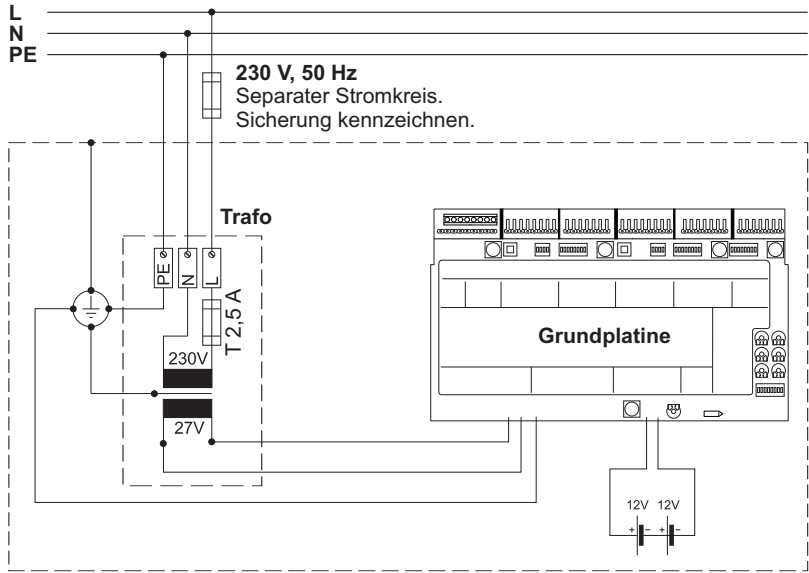 L
N
PE
230 V, 50 Hz
Separater Stromkreis.
Sicherung kennzeichnen.
Trafo
PE
N
L
T 2,5 A
230V
27V
Grundplatine
12V 12V
+ - + -